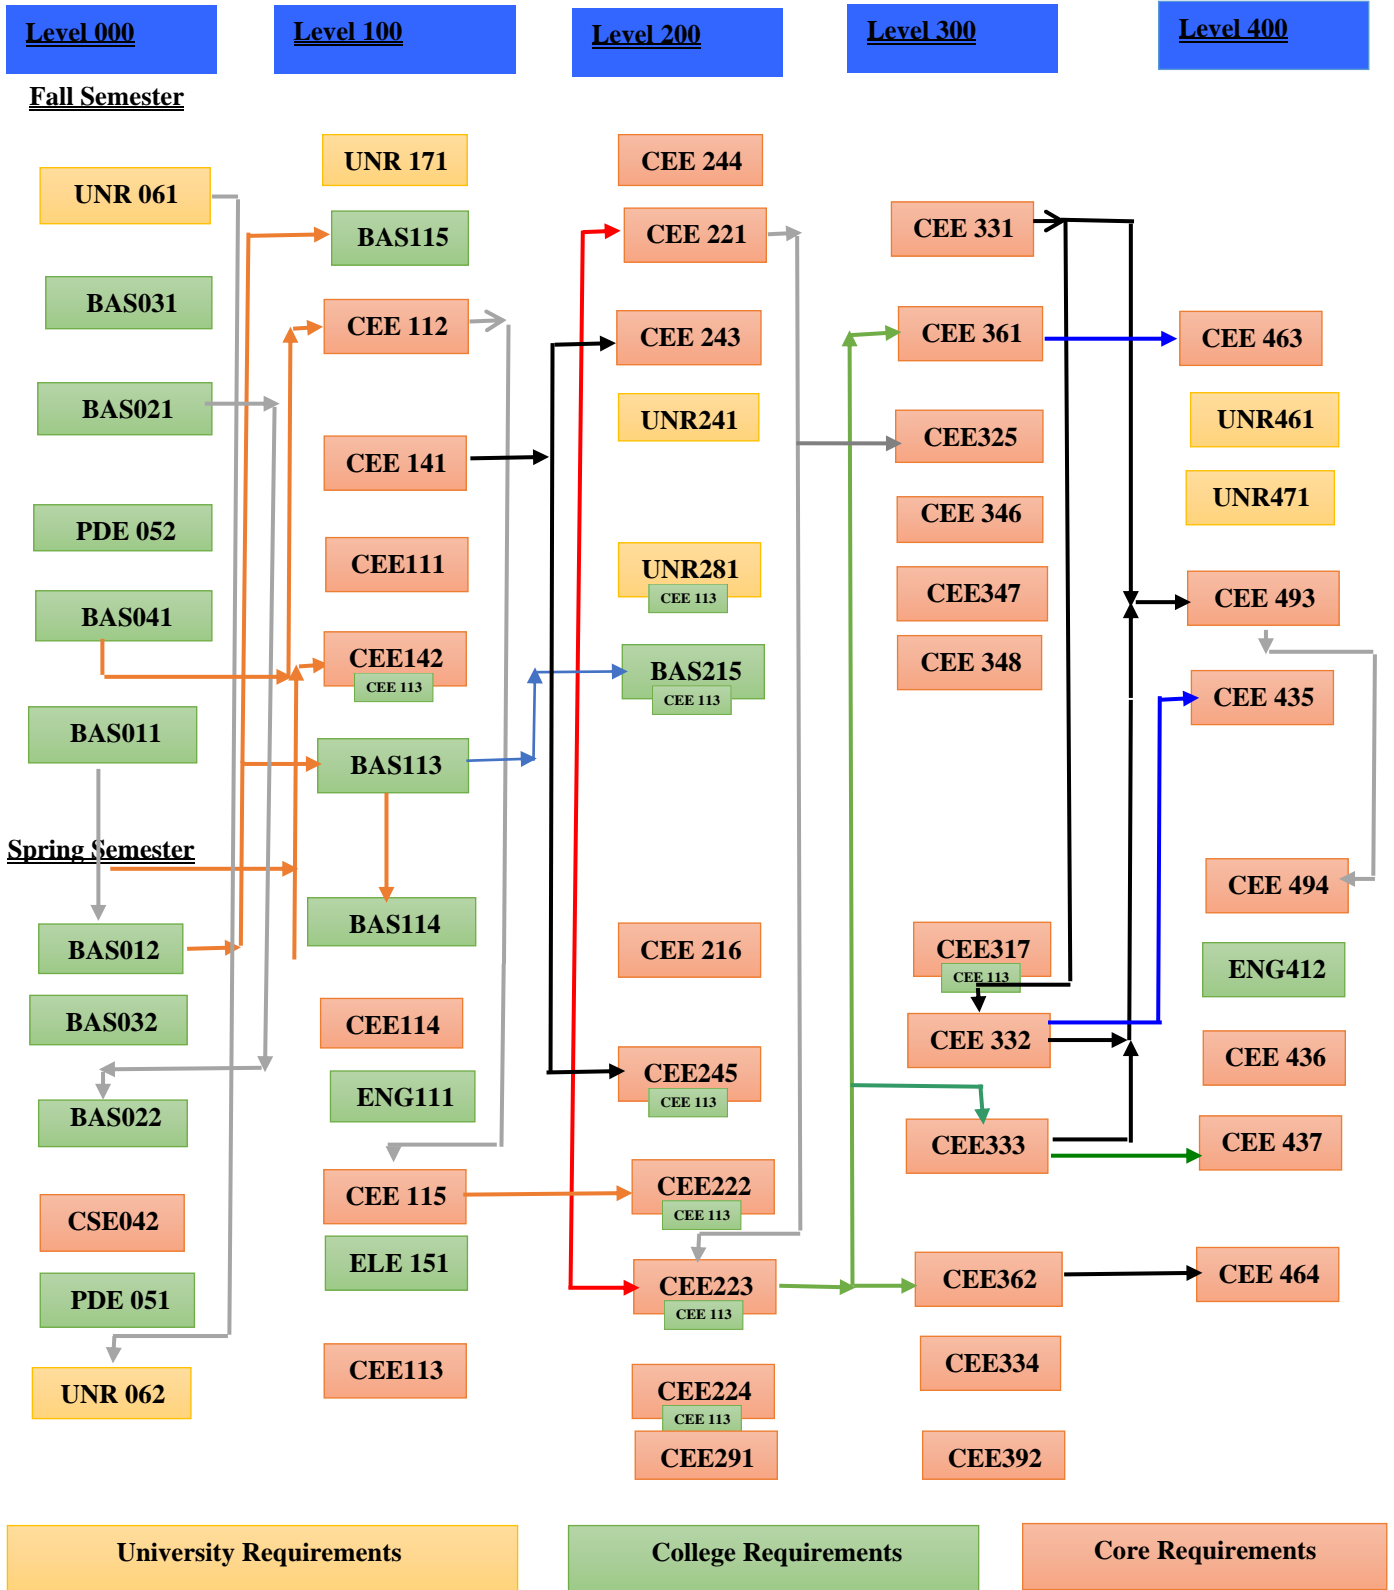 Level 000
Level 100
Level 200
Level 300
Level 400
Fall Semester
UNR 061
BAS031
BAS021
PDE 052
BAS041
BAS011
Spring Semester
BAS012
BAS032
BAS022
CSE042
PDE 051
UNR 062
UNR 171
BAS115
CEE 112
CEE 141
CEE111
CEE142
CEE 113
BAS113
BAS114
CEE114
ENG111
CEE 115
ELE 151
CEE113
CEE 244
CEE 221
CEE 243
UNR241
UNR281
CEE 113
BAS215
CEE 113
CEE 216
CEE245
CEE 113
CEE222
CEE 113
CEE223
CEE 113
CEE224
CEE 113
CEE291
CEE 331
CEE 361
CEE325
CEE 346
CEE347
CEE 348
CEE317
CEE 113
CEE 332
CEE333
CEE362
CEE334
CEE392
CEE 463
UNR461
UNR471
CEE 493
CEE 435
CEE 494
ENG412
CEE 436
CEE 437
CEE 464
University Requirements
College Requirements
Core Requirements